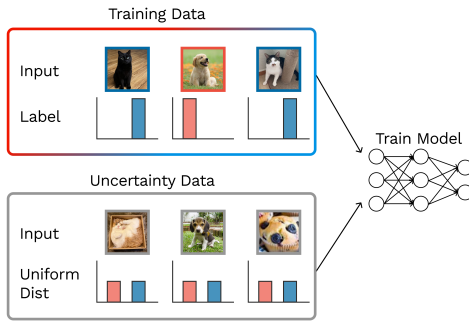 Training Data
Input
Label
Train Model
Uncertainty Data
Input
Uniform
Dist